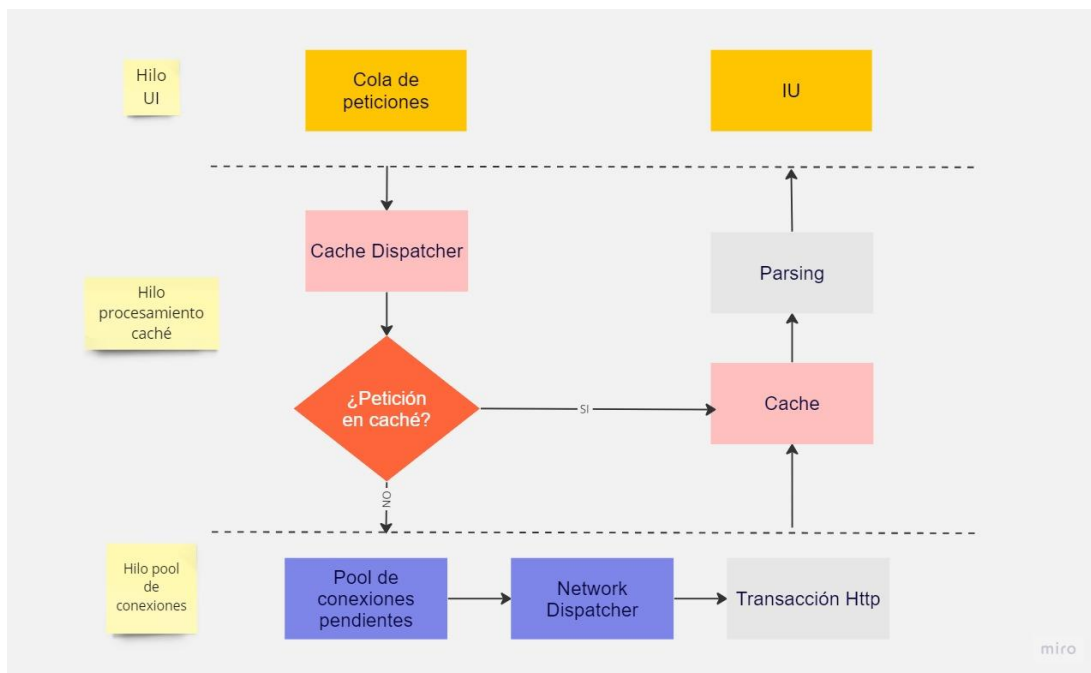 Hilo
UI
Cola de
peticiones
IU
Cache Dispatcher
Parsing
Hilo
procesamiento
caché
¿Petición
en caché?
SI
Cache
NO
Hilo pool
de
conexiones
Pool de
conexiones
pendientes
Network
Dispatcher
Transacción Http
miro